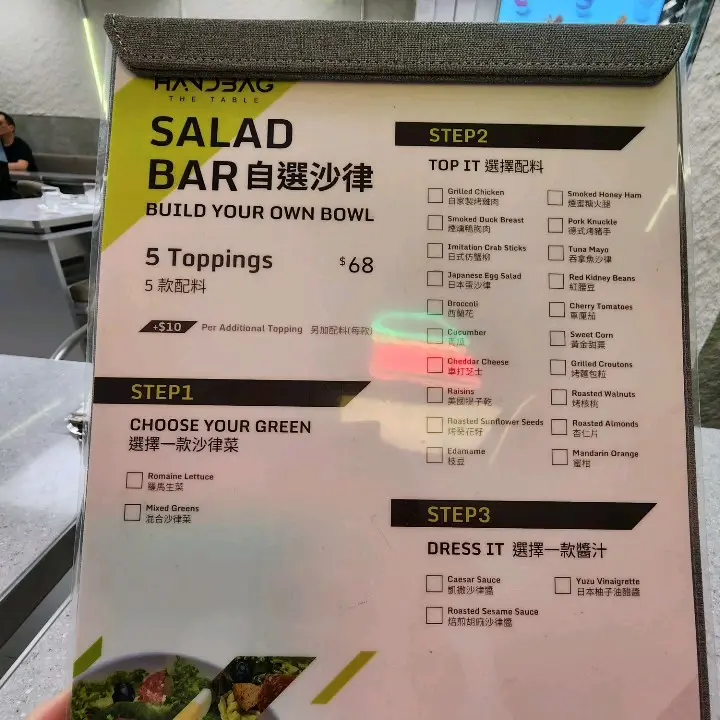 HANDBAG
THE TABLE
SALAD
BAR 自選沙律
BUILD YOUR OWN BOWL
5 Toppings $68
5 款配料
+$10 Per Additional Topping 另加配料(每款)
STEP1
CHOOSE YOUR GREEN
選擇一款沙律菜
Romaine Lettuce
羅馬生菜
Mixed Greens
混合沙律菜
STEP2
TOP IT 選擇配料
Grilled Chicken
自家製烤雞肉
Smoked Duck Breast
煙燻鴨胸肉
Imitation Crab Sticks
日式仿蟹柳
Japanese Egg Salad
日本蛋沙律
Broccoli
西蘭花
Cucumber
青瓜
Cheddar Cheese
車打芝士
Raisins
美國提子乾
Roasted Sunflower Seeds
烤葵花籽
Edamame
枝豆
Smoked Honey Ham
煙蜜糖火腿
Pork Knuckle
德式烤豬手
Tuna Mayo
吞拿魚沙律
Red Kidney Beans
紅腰豆
Cherry Tomatoes
車厘茄
Sweet Corn
黃金甜粟
Grilled Croutons
烤麵包粒
Roasted Walnuts
烤核桃
Roasted Almonds
杏仁片
Mandarin Orange
蜜柑
STEP3
DRESS IT 選擇一款醬汁
Caesar Sauce
凱撒沙律醬
Roasted Sesame Sauce
焙煎胡麻沙律醬
Yuzu Vinaigrette
日本柚子油醋醬